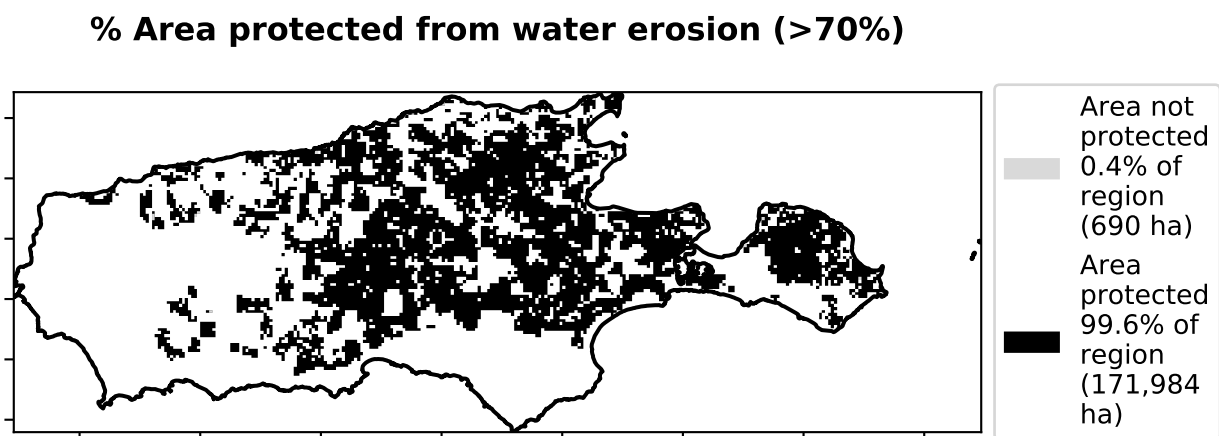 % Area protected from water erosion (>70%)
Area not
protected
0.4% of
region
(690 ha)
Area
protected
99.6% of
region
(171,984
ha)